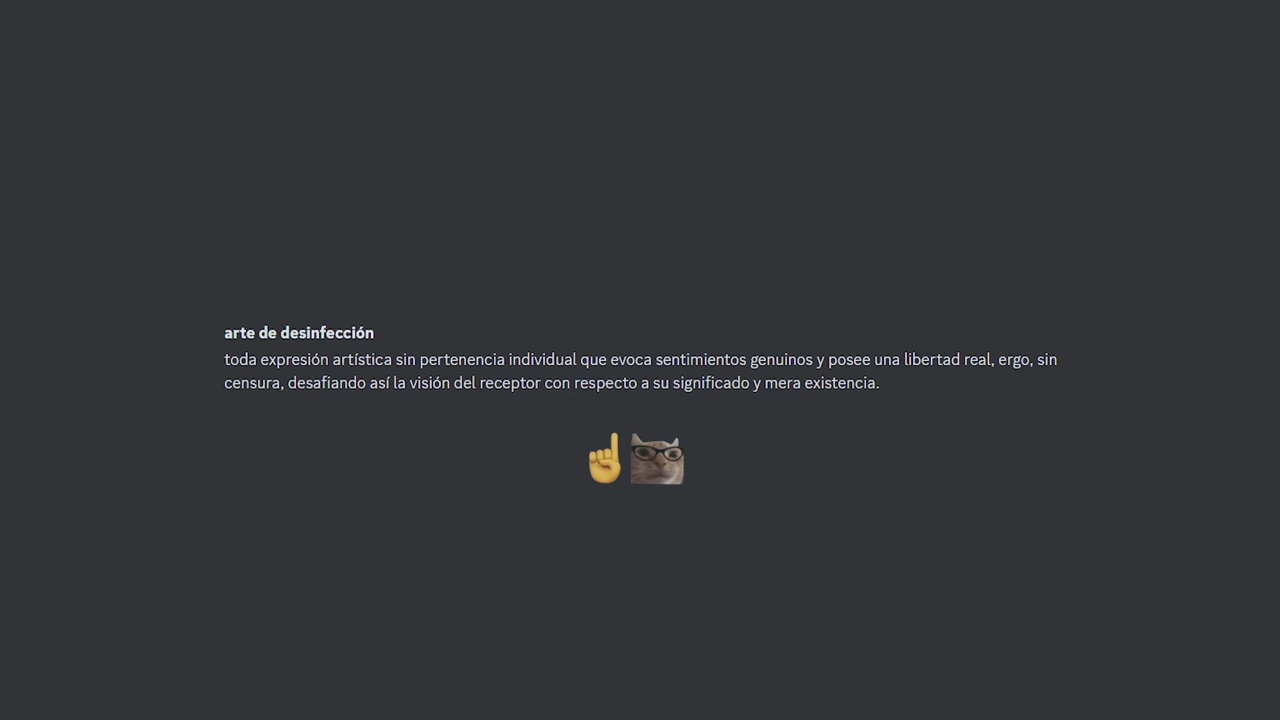 arte de desinfección
toda expresión artística sin pertenencia individual que evoca sentimientos genuinos y posee una libertad real, ergo, sin
censura, desafiando así la visión del receptor con respecto a su significado y mera existencia.